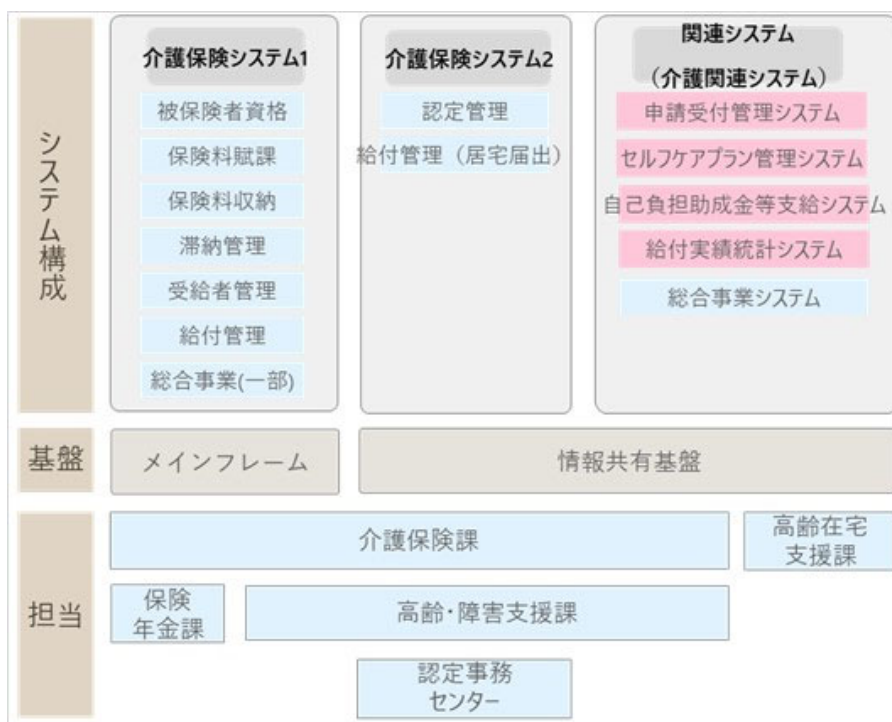 システム構成
介護保険システム1
被保険者資格
保険料賦課
保険料収納
滞納管理
受給者管理
給付管理
総合事業(一部)
介護保険システム2
認定管理
給付管理（居宅届出）
関連システム
（介護関連システム）
申請受付管理システム
セルフケアプラン管理システム
自己負担助成金等支給システム
給付実績統計システム
総合事業システム
基盤
メインフレーム
情報共有基盤
担当
介護保険課
高齢在宅
支援課
保険
年金課
高齢・障害支援課
認定事務
センター